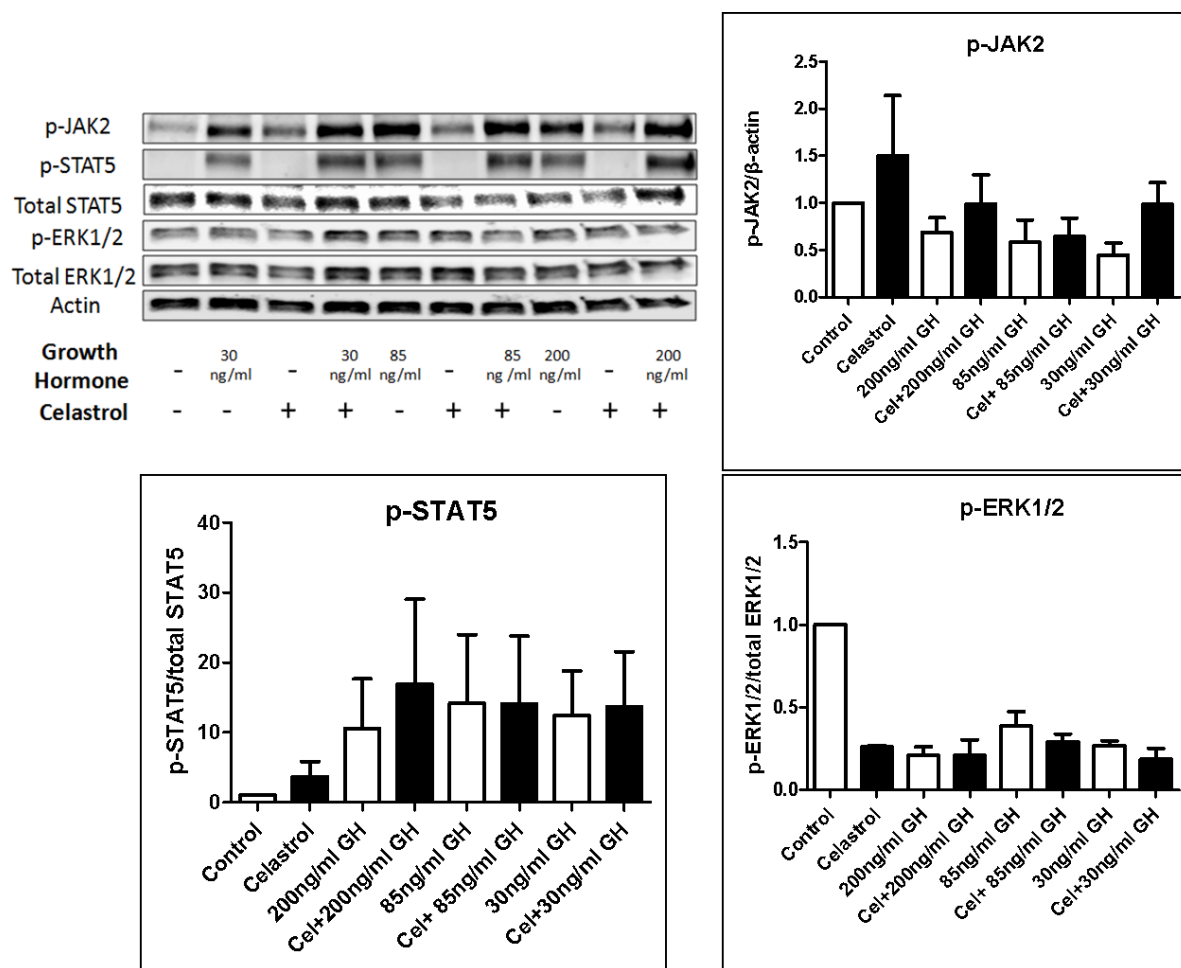 p-JAK2
p-STAT5
Total STAT5
p-ERK1/2
Total ERK1/2
Actin
Growth Hormone - 30 ng/ml - 30 ng/ml 85 ng/ml - 85 ng/ml 200 ng/ml - 200 ng/ml
Celastrol - - + + - + + - + +
p-JAK2
p-JAK2/β-actin
2.5
2.0
1.5
1.0
0.5
0.0
Control
Celastrol
200ng/ml GH
Cel+200ng/ml GH
85ng/ml GH
Cel+ 85ng/ml GH
30ng/ml GH
Cel+30ng/ml GH
p-STAT5
p-STAT5/total STAT5
40
30
20
10
0
Control
Celastrol
200ng/ml GH
Cel+200ng/ml GH
85ng/ml GH
Cel+ 85ng/ml GH
30ng/ml GH
Cel+30ng/ml GH
p-ERK1/2
p-ERK1/2/total ERK1/2
1.5
1.0
0.5
0.0
Control
Celastrol
200ng/ml GH
Cel+200ng/ml GH
85ng/ml GH
Cel+ 85ng/ml GH
30ng/ml GH
Cel+30ng/ml GH